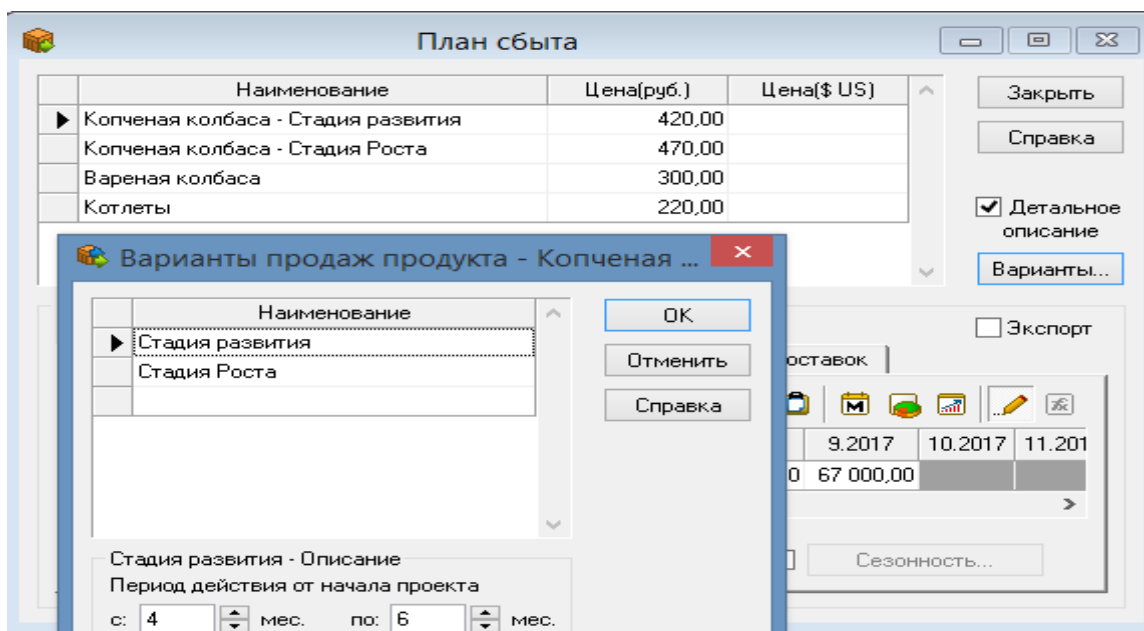 План сбыта
Наименование Цена(руб.) Цена($ US)
Копченая колбаса - Стадия развития 420,00
Копченая колбаса - Стадия Роста 470,00
Вареная колбаса 300,00
Котлеты 220,00
Закрыть
Справка
Детальное
описание
Варианты...
Варианты продаж продукта - Копченая ...
Наименование
Стадия развития
Стадия Роста
OK
Отменить
Справка
Стадия развития - Описание
Период действия от начала проекта
с: 4 мес. по: 6 мес.
Экспорт
оставок
9.2017 10.2017 11.201
0 67 000,00
Сезонность...